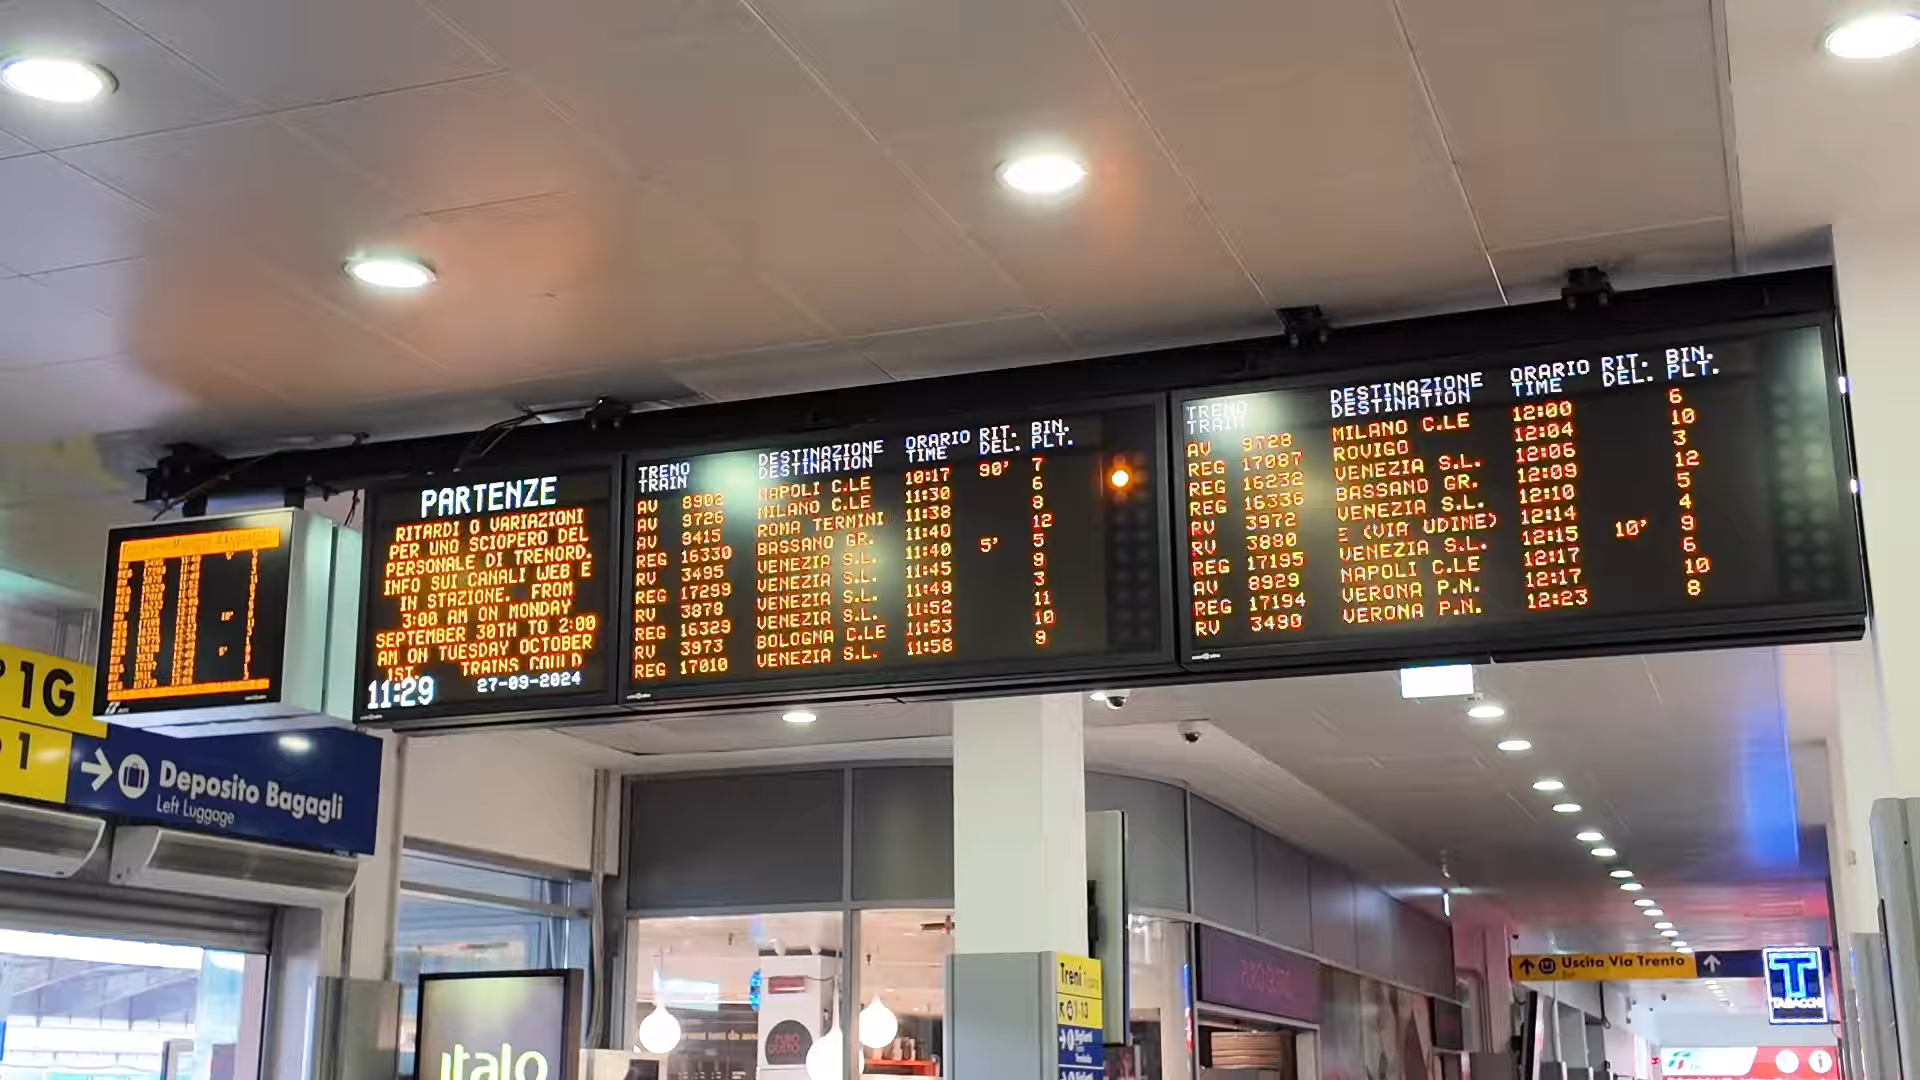 PARTENZE
RITARDI O VARIAZIONI
PER UNO SCIOPERO DEL
PERSONALE DI TRENORD.
INFO SUI CANALI WEB E
IN STAZIONE. FROM
3:00 AM ON MONDAY
SEPTEMBER 30TH TO 2:00
AM ON TUESDAY OCTOBER
1ST. TRAINS COULD
11:29 27-09-2024
TRENO DESTINAZIONE ORARIO RIT. BIN.
TRAIN DESTINATION TIME DEL. PLT.
AV 8902 NAPOLI C.LE 10:17 90' 7
AV 9726 MILANO C.LE 11:30 6
AV 9415 ROMA TERMINI 11:38 8
REG 16330 BASSANO GR. 11:40 12
RV 3495 VENEZIA S.L. 11:40 5' 5
REG 17299 VENEZIA S.L. 11:45 9
RV 3878 VENEZIA S.L. 11:49 3
REG 16329 VENEZIA S.L. 11:52 11
RV 3973 BOLOGNA C.LE 11:53 10
REG 17010 VENEZIA S.L. 11:58 9
TRENO DESTINAZIONE ORARIO RIT. BIN.
TRAIN DESTINATION TIME DEL. PLT.
AV 9728 MILANO C.LE 12:00 6
REG 17087 ROVIGO 12:04 10
REG 16232 VENEZIA S.L. 12:06 3
REG 16336 BASSANO GR. 12:09 12
RV 3972 VENEZIA S.L. 12:10 5
RV 3880 E (VIA UDINE) 12:14 4
REG 17195 VENEZIA S.L. 12:15 10' 9
AV 8929 NAPOLI C.LE 12:17 6
REG 17194 VERONA P.N. 12:17 10
RV 3490 VERONA P.N. 12:23 8
1G
1
Deposito Bagagli
Left Luggage
italo
Treni
Uscita Via Trento
T
TABACCHI